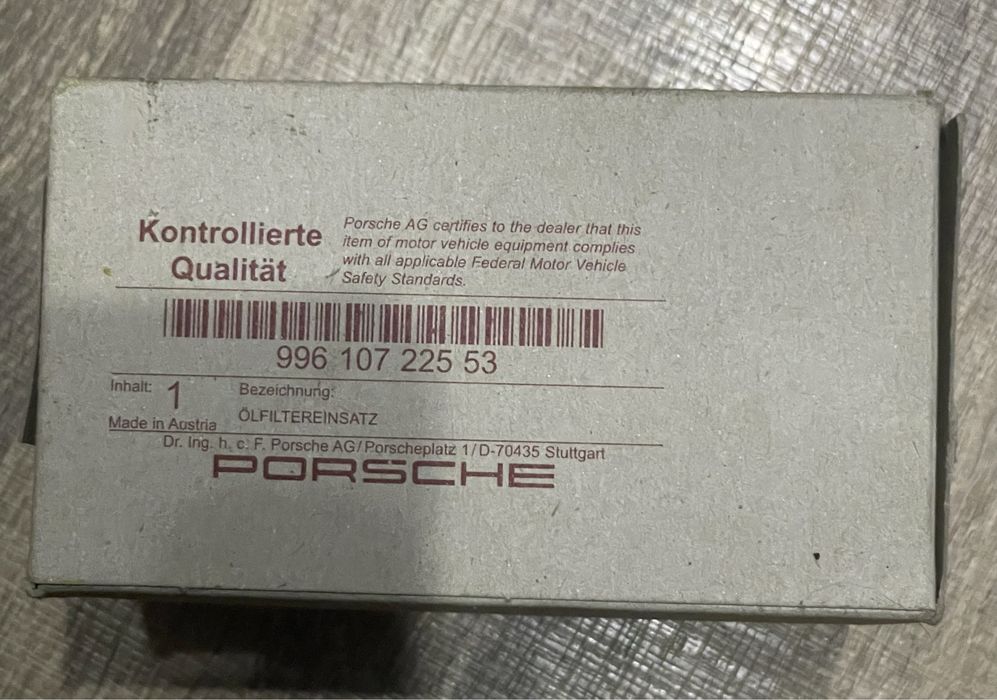 Kontrollierte
Qualität
Porsche AG certifies to the dealer that this
item of motor vehicle equipment complies
with all applicable Federal Motor Vehicle
Safety Standards.
996 107 225 53
Inhalt: 1 Bezeichnung:
ÖLFILTEREINSATZ
Made in Austria
Dr. Ing. h. c. F. Porsche AG/Porscheplatz 1/D-70435 Stuttgart
PORSCHE